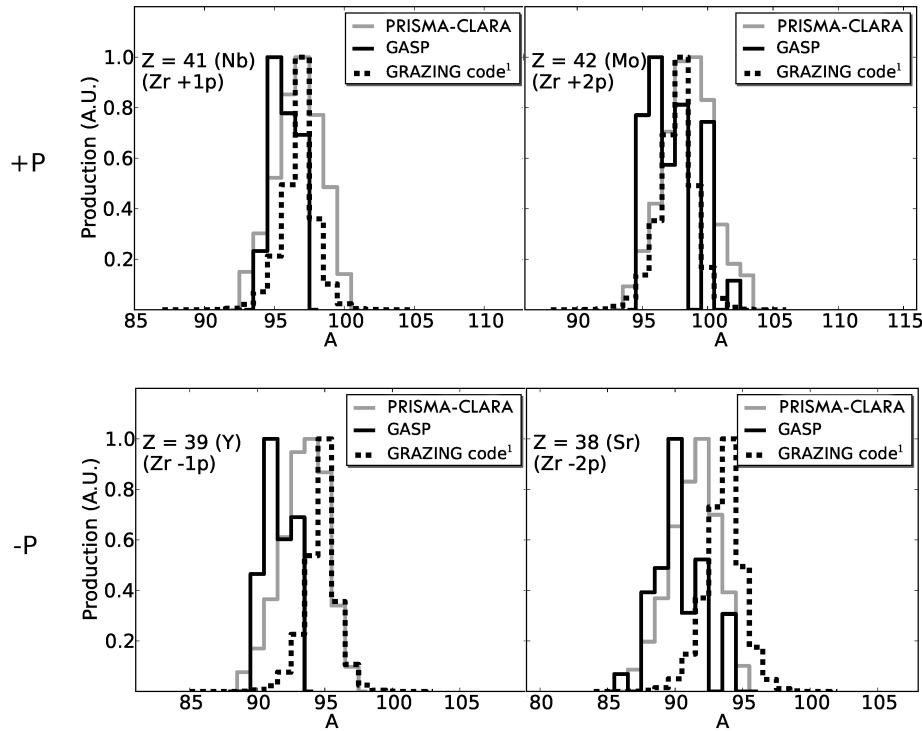 PRISMA-CLARA
GASP
GRAZING code¹
Z = 41 (Nb)
(Zr +1p)
1.0
0.8
0.6
0.4
0.2
Production (A.U.)
85 90 95 100 105 110
A
PRISMA-CLARA
GASP
GRAZING code¹
Z = 42 (Mo)
(Zr +2p)
90 95 100 105 110 115
A
+P
PRISMA-CLARA
GASP
GRAZING code¹
Z = 39 (Y)
(Zr -1p)
1.0
0.8
0.6
0.4
0.2
Production (A.U.)
85 90 95 100 105
A
PRISMA-CLARA
GASP
GRAZING code¹
Z = 38 (Sr)
(Zr -2p)
80 85 90 95 100 105
A
-P